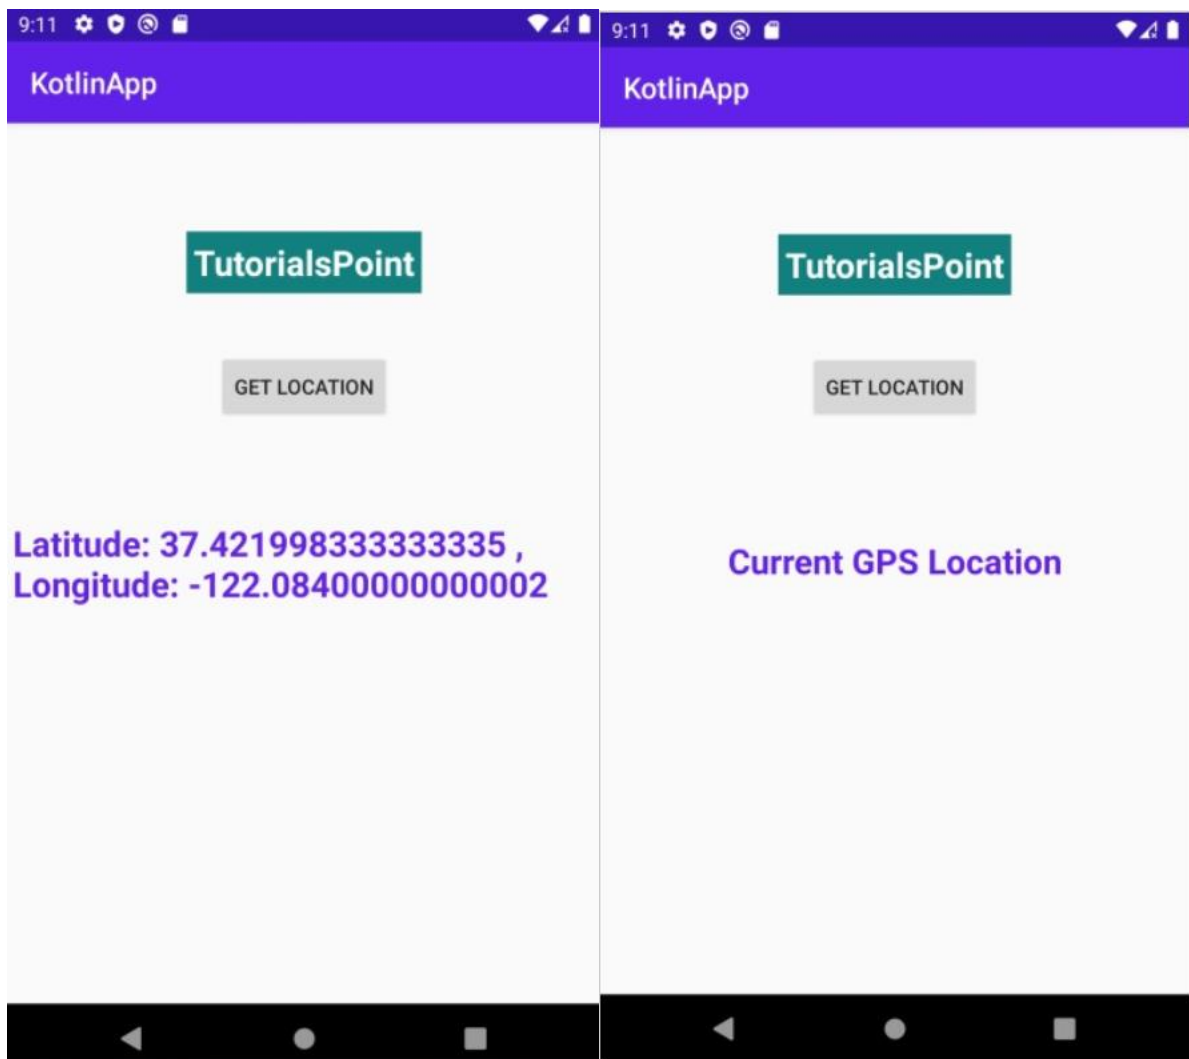 9:11
KotlinApp
TutorialsPoint
GET LOCATION
Latitude: 37.421998333333335 ,
Longitude: -122.08400000000002
9:11
KotlinApp
TutorialsPoint
GET LOCATION
Current GPS Location